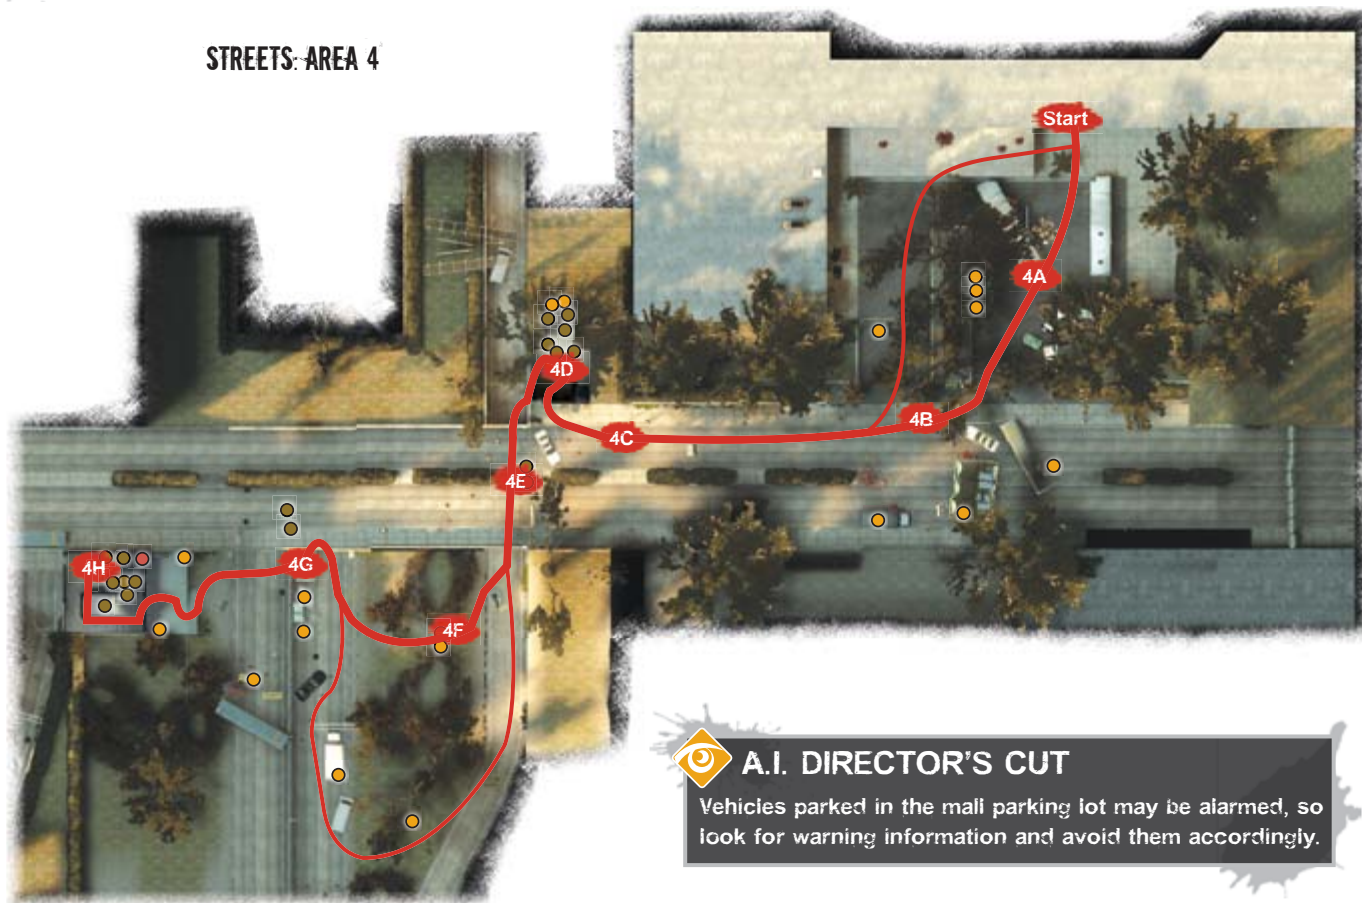 STREETS: AREA 4
Start
4A
4B
4C
4D
4E
4F
4G
4H
A.I. DIRECTOR'S CUT
Vehicles parked in the mall parking lot may be alarmed, so
look for warning information and avoid them accordingly.